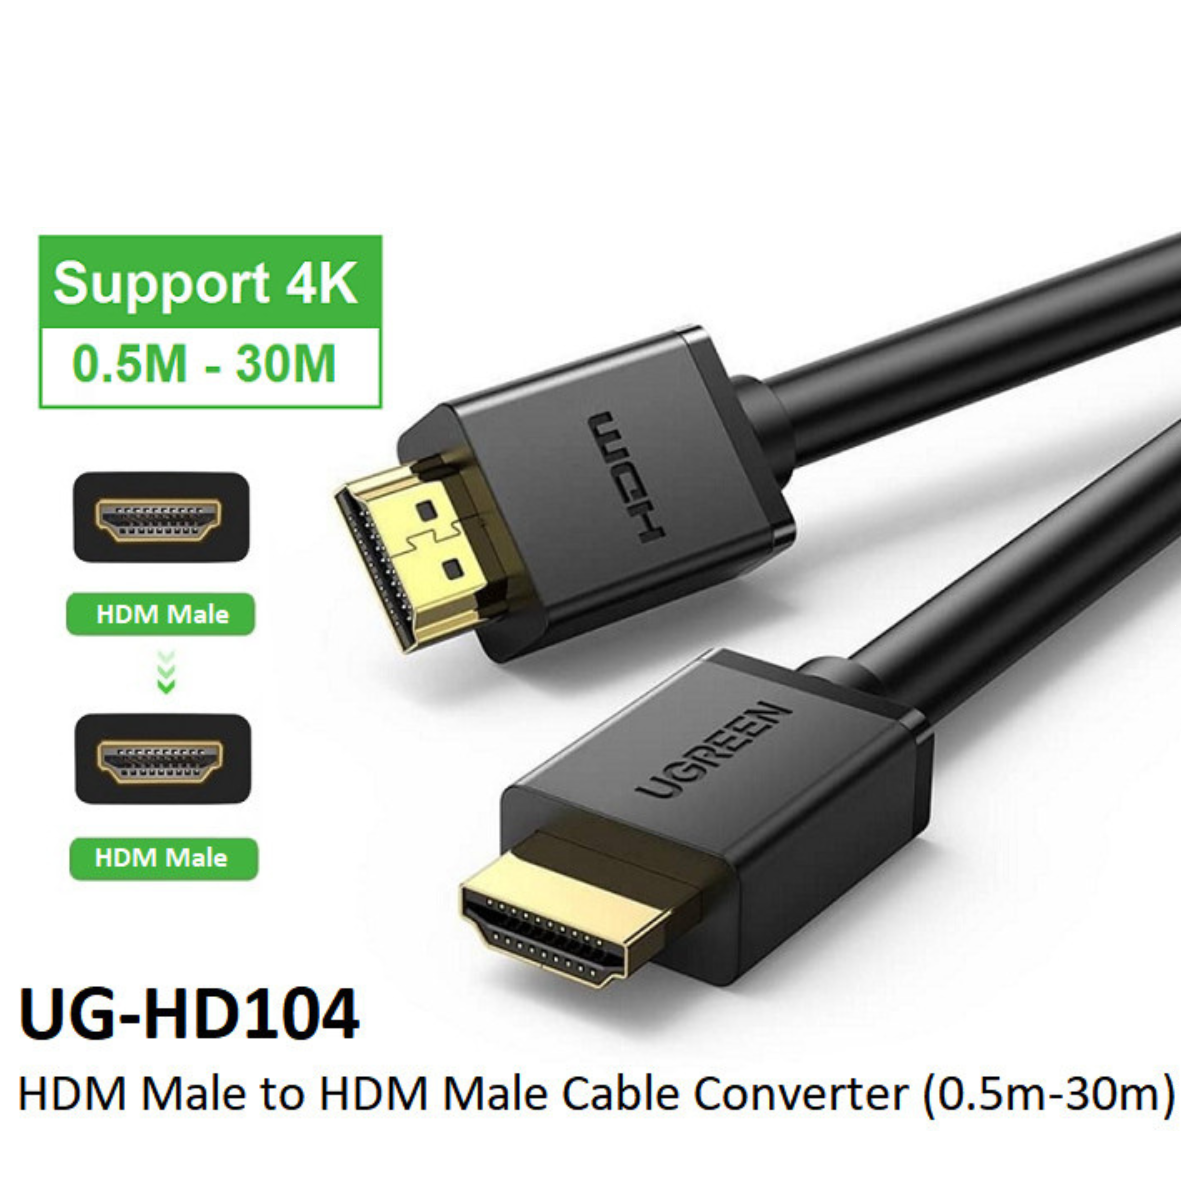 Support 4K
0.5M - 30M
HDM
HDM Male
UGREEN
HDM Male
UG-HD104
HDM Male to HDM Male Cable Converter (0.5m-30m)